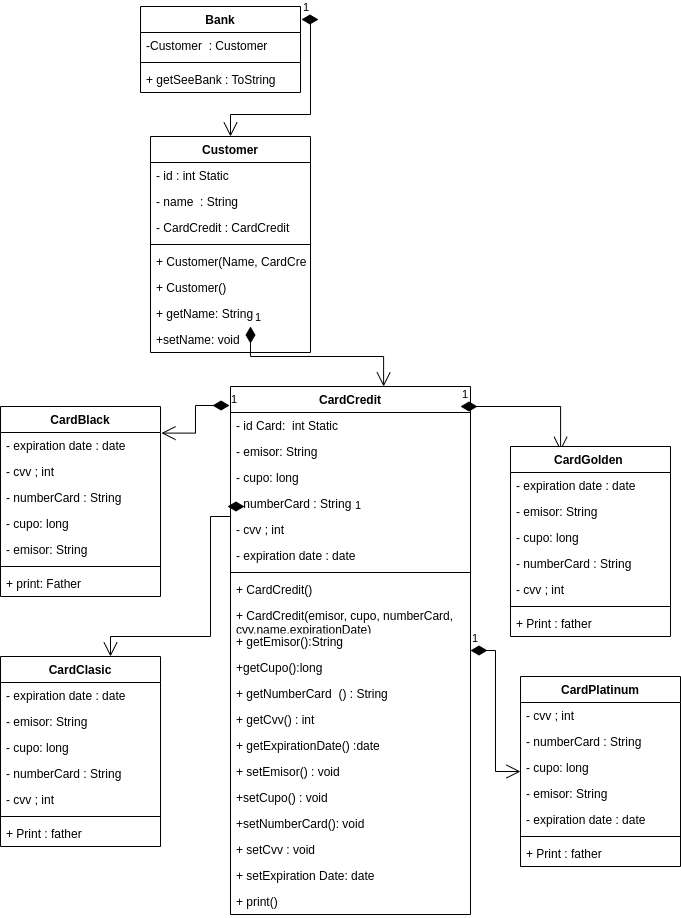 Bank
1
-Customer : Customer
+ getSeeBank : ToString
Customer
- id : int Static
- name : String
- CardCredit : CardCredit
+ Customer(Name, CardCre
+ Customer()
+ getName: String
1
+setName: void
CardBlack
- expiration date : date
- cvv ; int
- numberCard : String
- cupo: long
- emisor: String
+ print: Father
1
CardCredit
1
- id Card: int Static
- emisor: String
- cupo: long
- numberCard : String
1
- cvv ; int
- expiration date : date
+ CardCredit()
+ CardCredit(emisor, cupo, numberCard,
cvv.name.expirationDate)
+ getEmisor():String
+getCupo():long
+ getNumberCard () : String
+ getCvv() : int
+ getExpirationDate() :date
+ setEmisor() : void
+setCupo() : void
+setNumberCard(): void
+ setCvv : void
+ setExpiration Date: date
+ print()
1
CardGolden
- expiration date : date
- emisor: String
- cupo: long
- numberCard : String
- cvv ; int
+ Print : father
CardClasic
- expiration date : date
- emisor: String
- cupo: long
- numberCard : String
- cvv ; int
+ Print : father
CardPlatinum
- cvv ; int
- numberCard : String
- cupo: long
- emisor: String
- expiration date : date
+ Print : father